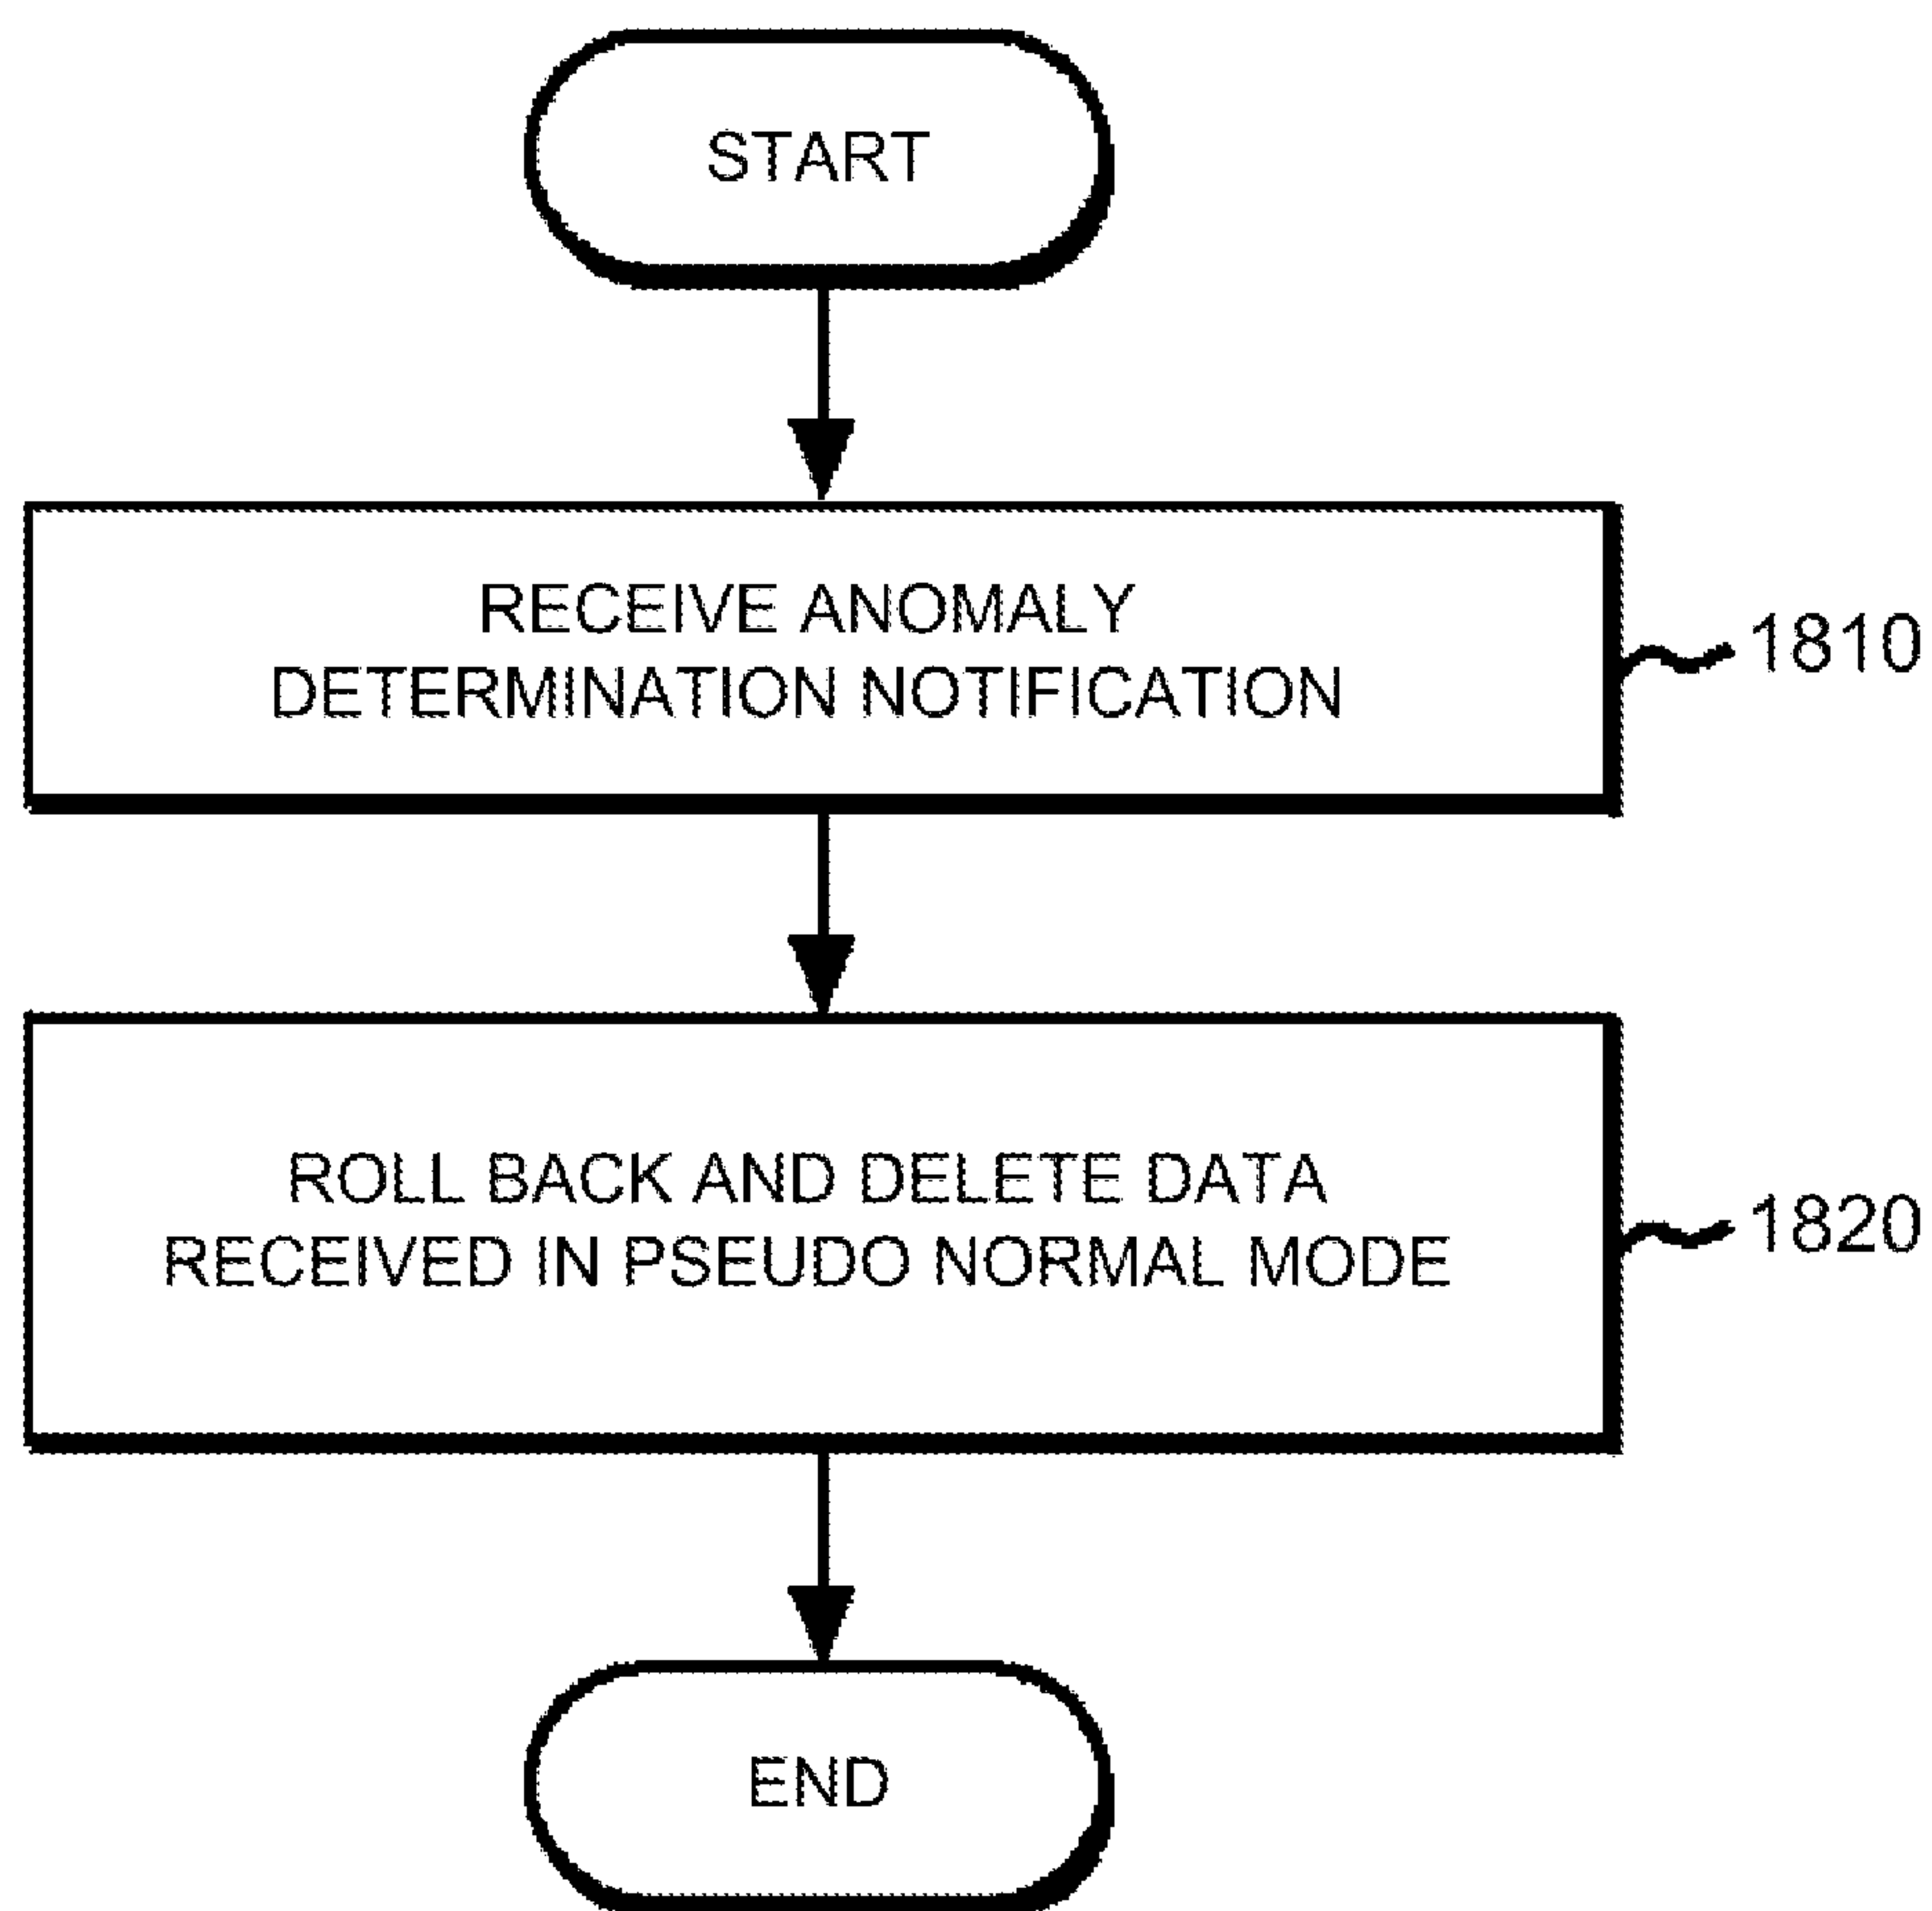 START
RECEIVE ANOMALY
DETERMINATION NOTIFICATION
1810
ROLL BACK AND DELETE DATA
RECEIVED IN PSEUDO NORMAL MODE
1820
END